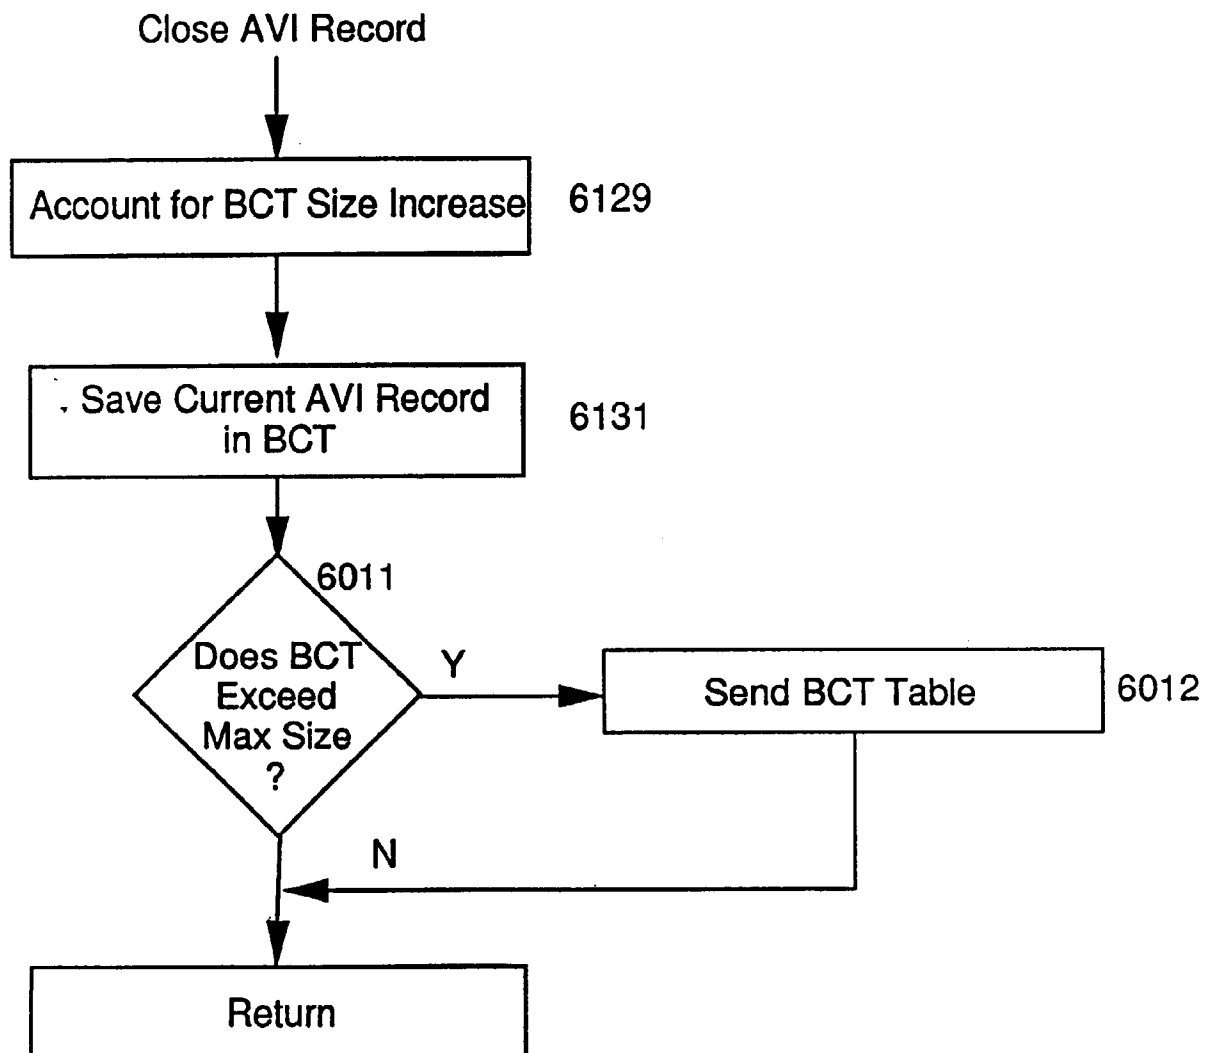 Close AVI Record
Account for BCT Size Increase
6129
Save Current AVI Record
in BCT
6131
6011
Does BCT
Exceed
Max Size
?
Y
Send BCT Table
6012
N
Return